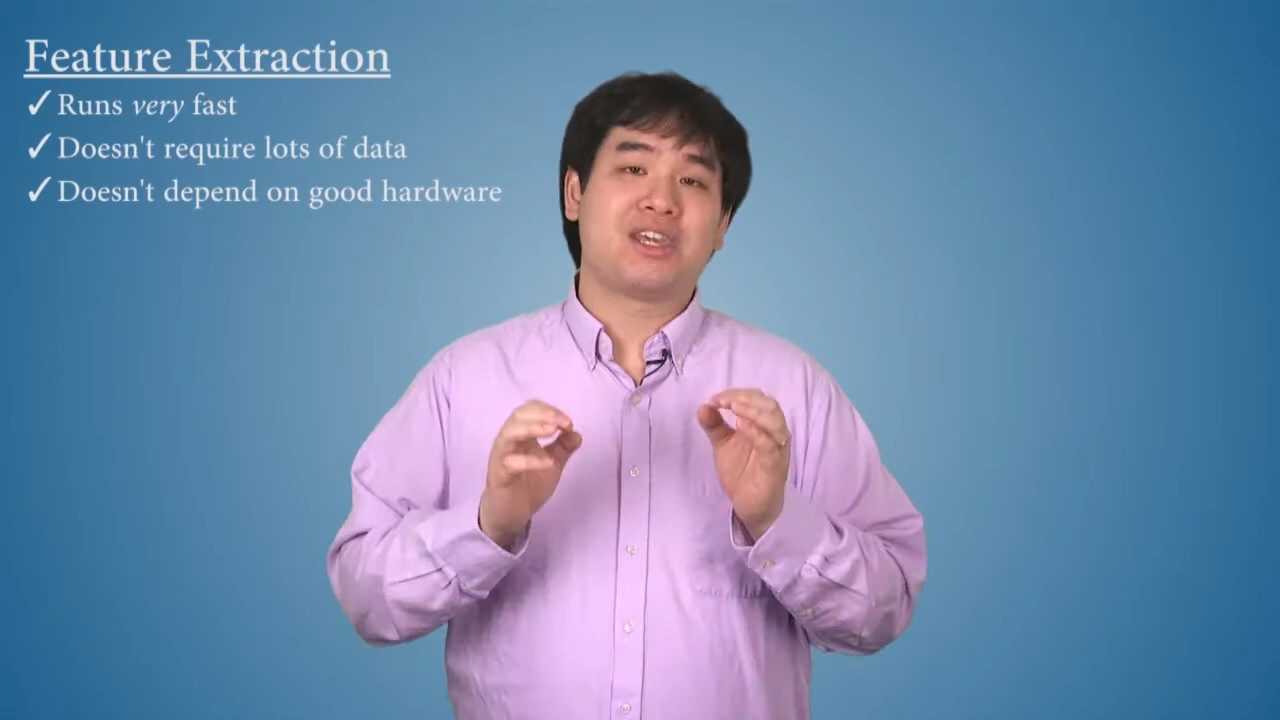 Feature Extraction
✓ Runs very fast
✓ Doesn't require lots of data
✓ Doesn't depend on good hardware